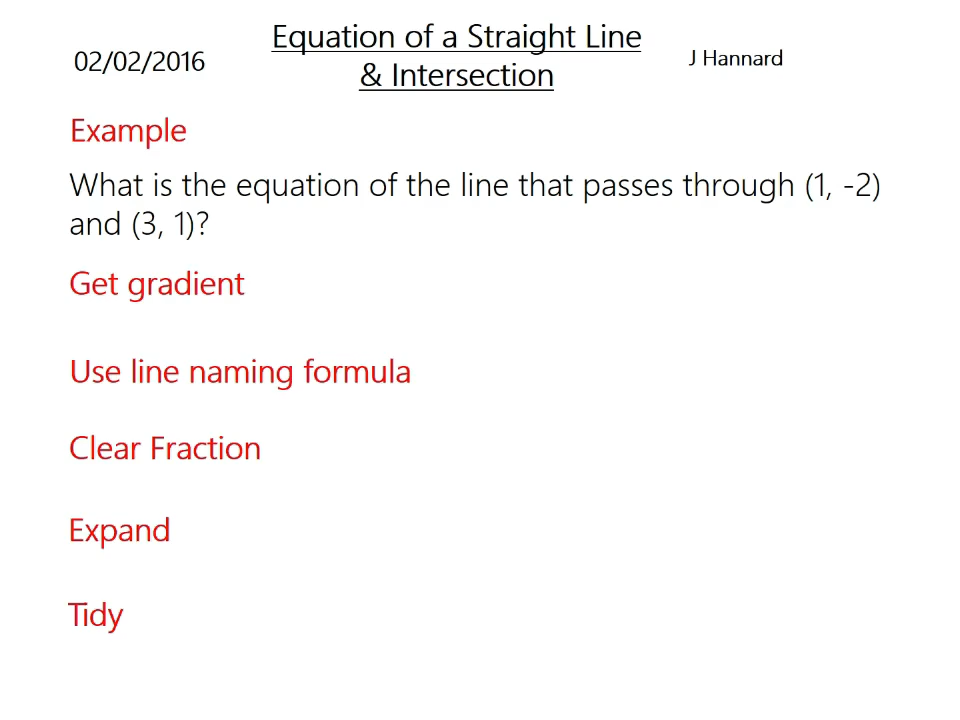 Equation of a Straight Line
& Intersection
02/02/2016
J Hannard
Example
What is the equation of the line that passes through (1, -2)
and (3, 1)?
Get gradient
Use line naming formula
Clear Fraction
Expand
Tidy